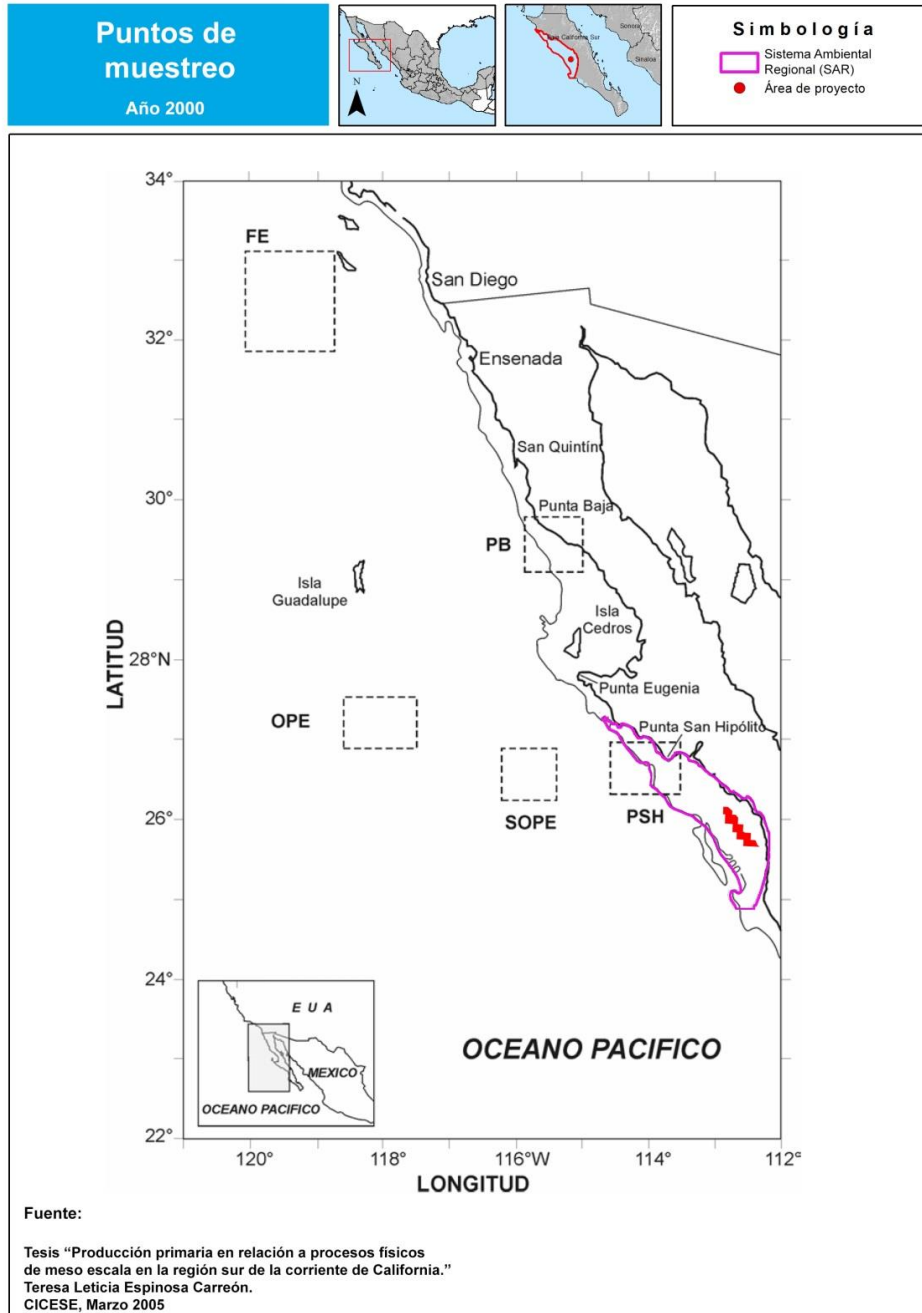 Puntos de
muestreo
Año 2000
N
Baja California Sur
Sonora
Sinaloa
Simbología
Sistema Ambiental
Regional (SAR)
Área de proyecto
34°
FE
San Diego
32°
Ensenada
San Quintín
30°
Punta Baja
PB
Isla
Guadalupe
Isla
Cedros
LATITUD
28°N
Punta Eugenia
OPE
Punta San Hipólito
SOPE
PSH
26°
24°
E U A
MEXICO
OCEANO PACIFICO
OCEANO PACIFICO
22°
120°
118°
116°W
114°
112°
LONGITUD
Fuente:
Tesis “Producción primaria en relación a procesos físicos
de meso escala en la región sur de la corriente de California.”
Teresa Leticia Espinosa Carreón.
CICESE, Marzo 2005